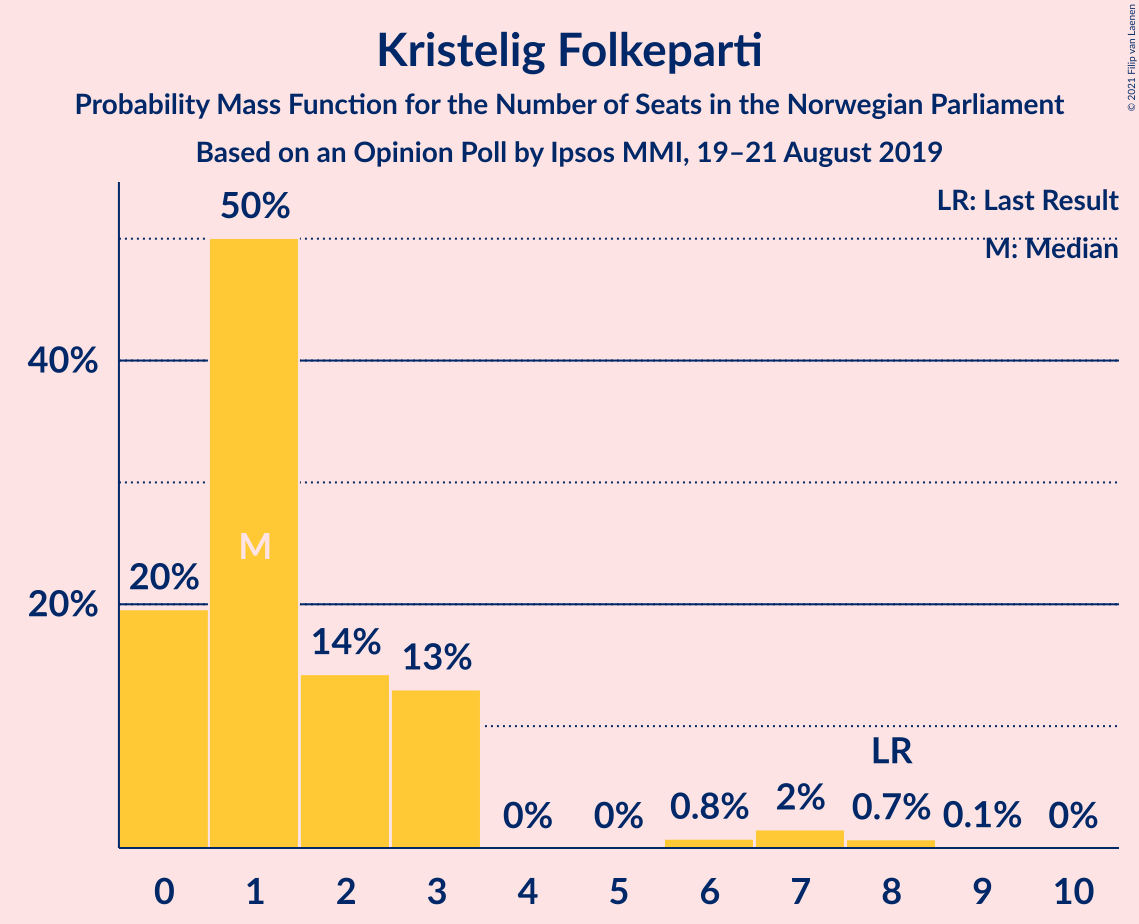 Kristelig Folkeparti
Probability Mass Function for the Number of Seats in the Norwegian Parliament
Based on an Opinion Poll by Ipsos MMI, 19–21 August 2019
© 2021 Filip van Laenen
LR: Last Result
M: Median
40%
20%
20%
50%
M
14%
13%
0%
0%
0.8%
2%
LR
0.7%
0.1%
0%
0 1 2 3 4 5 6 7 8 9 10